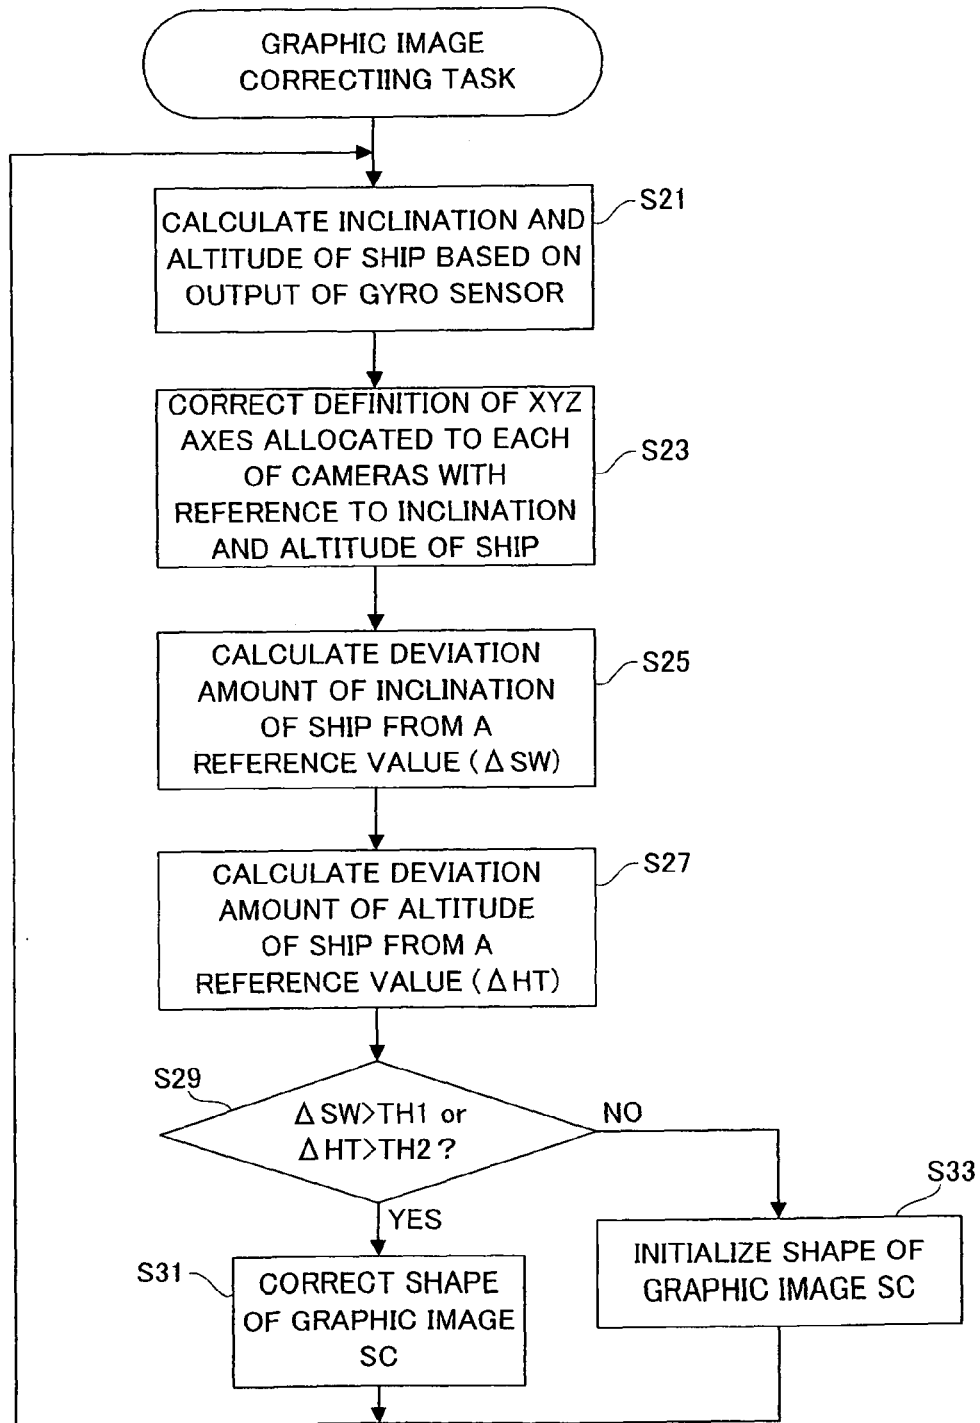 GRAPHIC IMAGE
CORRECTIING TASK
S21
CALCULATE INCLINATION AND
ALTITUDE OF SHIP BASED ON
OUTPUT OF GYRO SENSOR
CORRECT DEFINITION OF XYZ
AXES ALLOCATED TO EACH
OF CAMERAS WITH
REFERENCE TO INCLINATION
AND ALTITUDE OF SHIP
S23
CALCULATE DEVIATION
AMOUNT OF INCLINATION
OF SHIP FROM A
REFERENCE VALUE (ΔSW)
S25
CALCULATE DEVIATION
AMOUNT OF ALTITUDE
OF SHIP FROM A
REFERENCE VALUE (ΔHT)
S27
S29
ΔSW>TH1 or
ΔHT>TH2?
NO
YES
S33
INITIALIZE SHAPE OF
GRAPHIC IMAGE SC
S31
CORRECT SHAPE
OF GRAPHIC IMAGE
SC